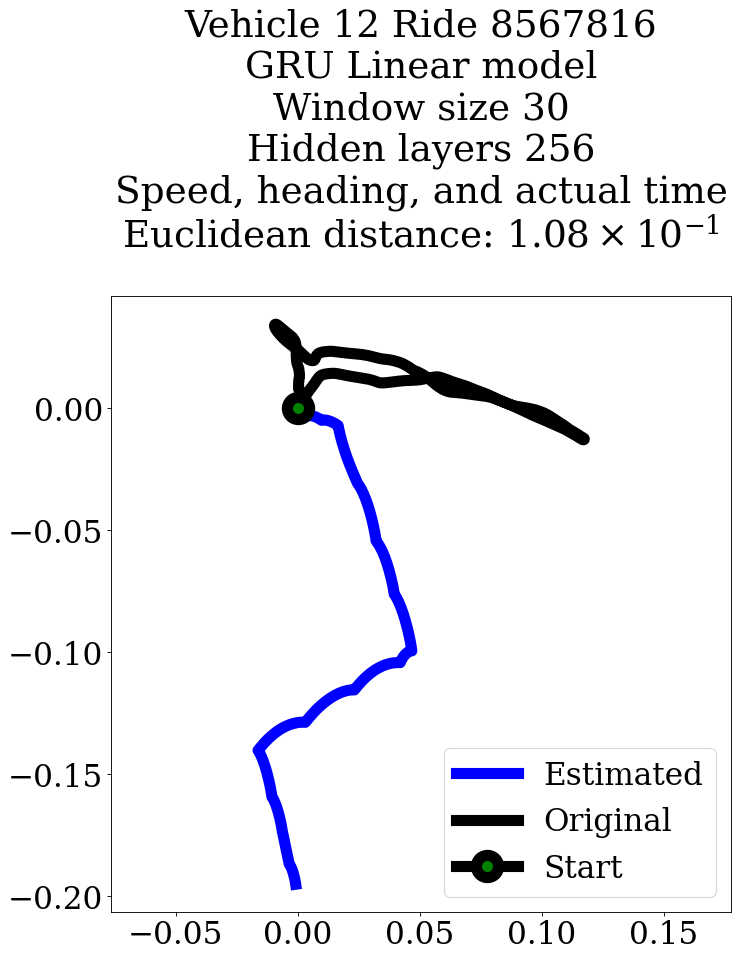 Vehicle 12 Ride 8567816
GRU Linear model
Window size 30
Hidden layers 256
Speed, heading, and actual time
Euclidean distance: 1.08 × 10⁻¹
0.00
−0.05
−0.10
−0.15
−0.20
Estimated
Original
Start
−0.05 0.00 0.05 0.10 0.15